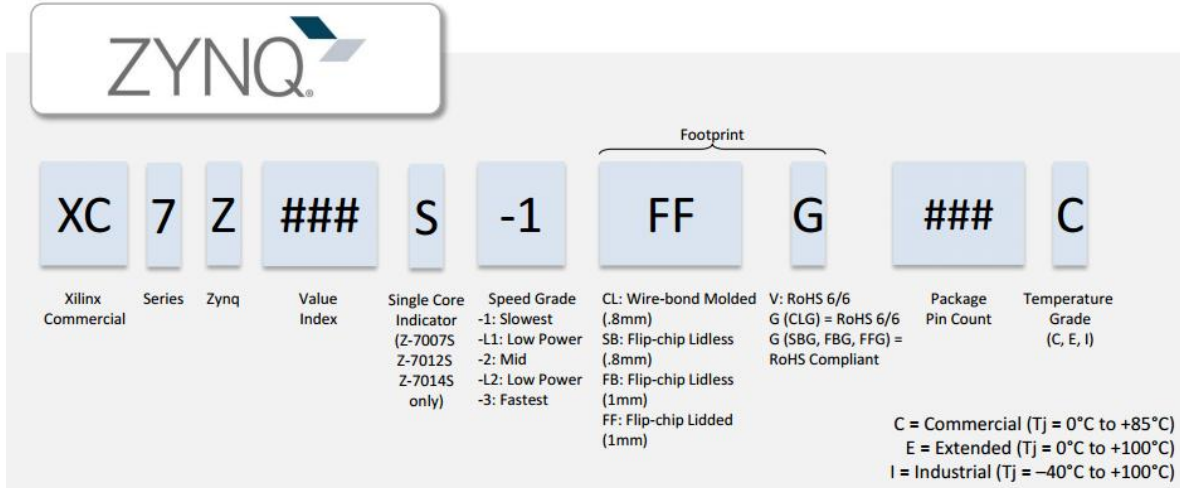 ZYNQ®
Footprint
XC 7 Z ### S -1 FF G ### C
Xilinx
Commercial
Series
Zynq
Value
Index
Single Core
Indicator
(Z-7007S
Z-7012S
Z-7014S
only)
Speed Grade
-1: Slowest
-L1: Low Power
-2: Mid
-L2: Low Power
-3: Fastest
CL: Wire-bond Molded
(.8mm)
SB: Flip-chip Lidless
(.8mm)
FB: Flip-chip Lidless
(1mm)
FF: Flip-chip Lidded
(1mm)
V: RoHS 6/6
G (CLG) = RoHS 6/6
G (SBG, FBG, FFG) =
RoHS Compliant
Package
Pin Count
Temperature
Grade
(C, E, I)
C = Commercial (Tj = 0°C to +85°C)
E = Extended (Tj = 0°C to +100°C)
I = Industrial (Tj = –40°C to +100°C)